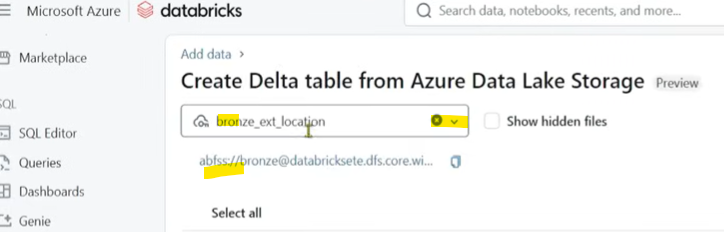 Microsoft Azure databricks Search data, notebooks, recents, and more...
Marketplace
SQL
SQL Editor
Queries
Dashboards
Genie
Add data >
Create Delta table from Azure Data Lake Storage Preview
bronze_ext_location
Show hidden files
abfss://bronze@databricksete.dfs.core.wi...
Select all